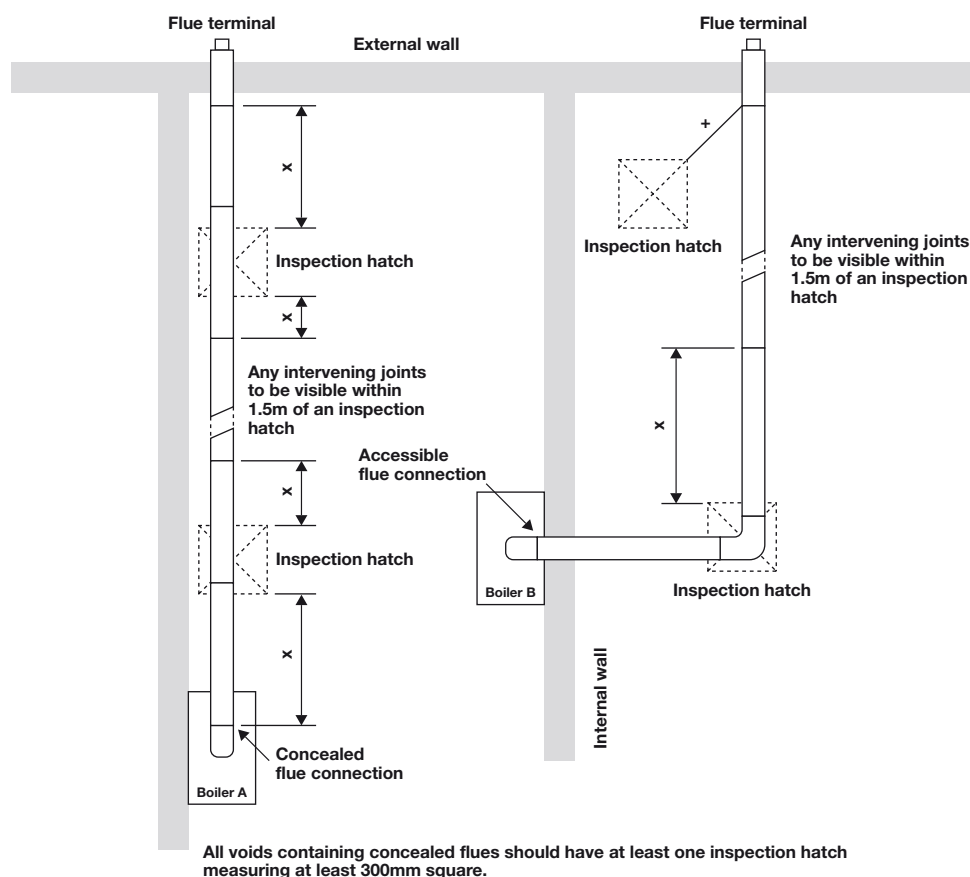 Flue terminal
Flue terminal
External wall
x
+
Inspection hatch
Inspection hatch
Any intervening joints
to be visible within
1.5m of an inspection
hatch
x
Any intervening joints
to be visible within
1.5m of an inspection
hatch
x
Accessible
flue connection
x
Inspection hatch
Boiler B
Inspection hatch
x
Internal wall
Concealed
flue connection
Boiler A
All voids containing concealed flues should have at least one inspection hatch
measuring at least 300mm square.